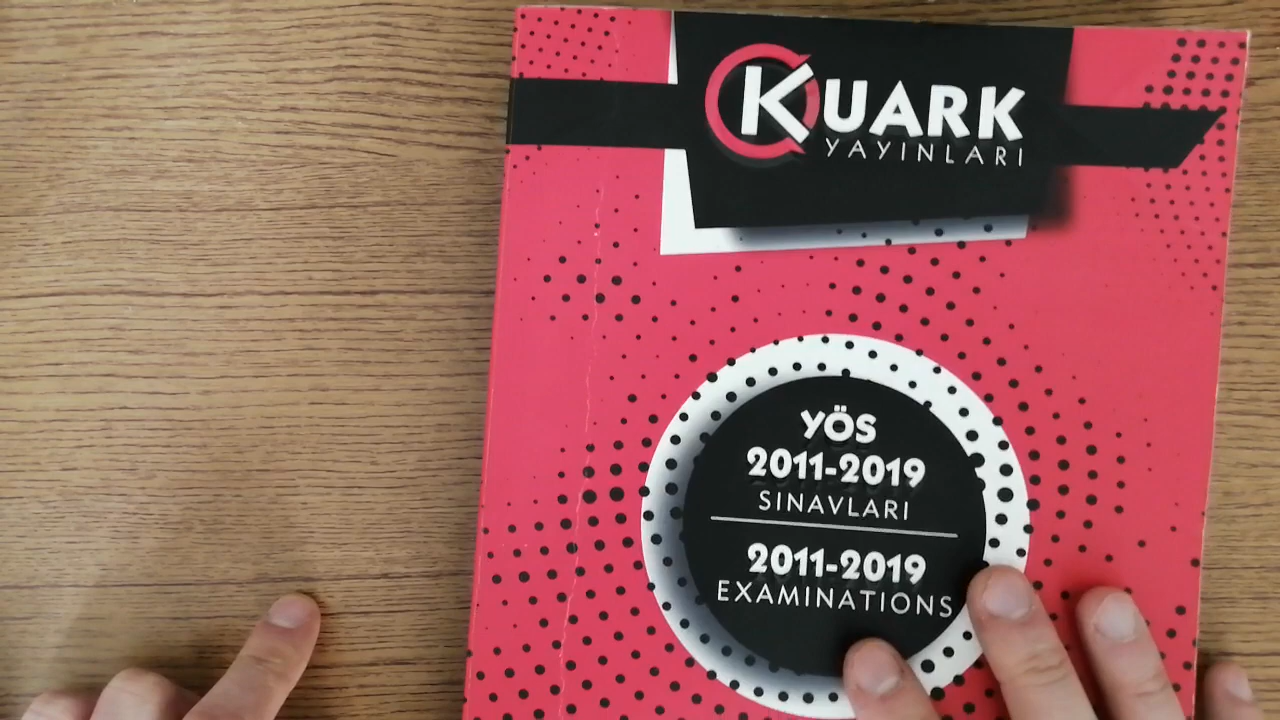 KUARK
YAYINLARI
YÖS
2011-2019
SINAVLARI
2011-2019
EXAMINATIONS